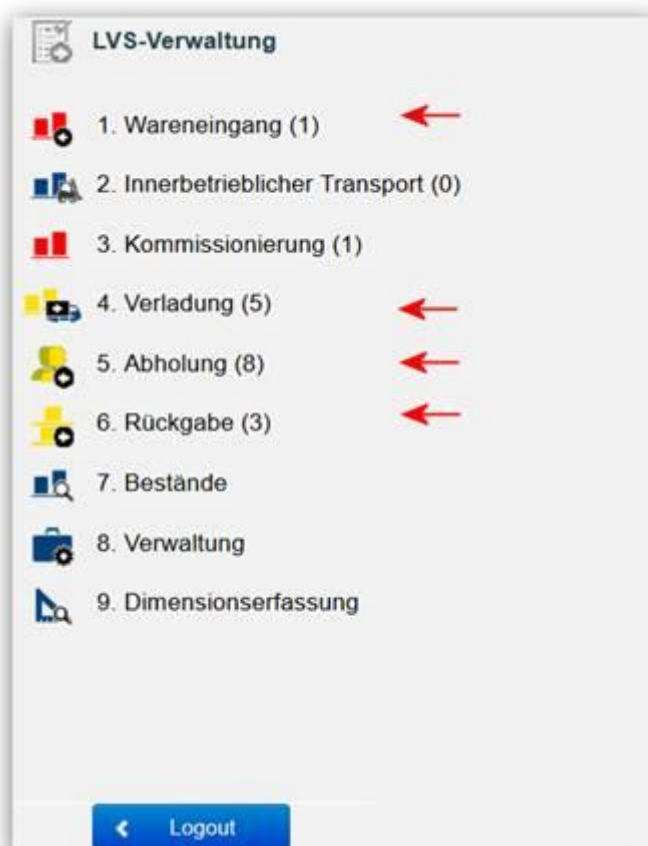 LVS-Verwaltung
1. Wareneingang (1)
2. Innerbetrieblicher Transport (0)
3. Kommissionierung (1)
4. Verladung (5)
5. Abholung (8)
6. Rückgabe (3)
7. Bestände
8. Verwaltung
9. Dimensionserfassung
Logout